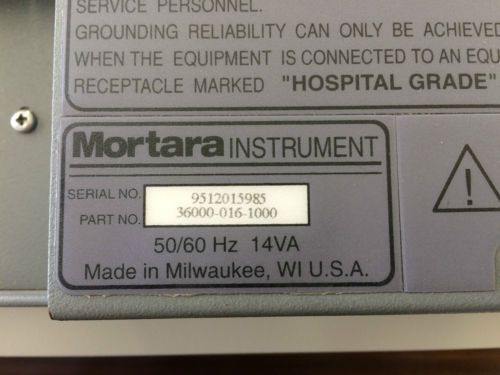 SERVICE PERSONNEL.
GROUNDING RELIABILITY CAN ONLY BE ACHIEVED
WHEN THE EQUIPMENT IS CONNECTED TO AN EQU
RECEPTACLE MARKED "HOSPITAL GRADE"
Mortara INSTRUMENT
SERIAL NO. 9512015985
PART NO. 36000-016-1000
50/60 Hz 14VA
Made in Milwaukee, WI U.S.A.